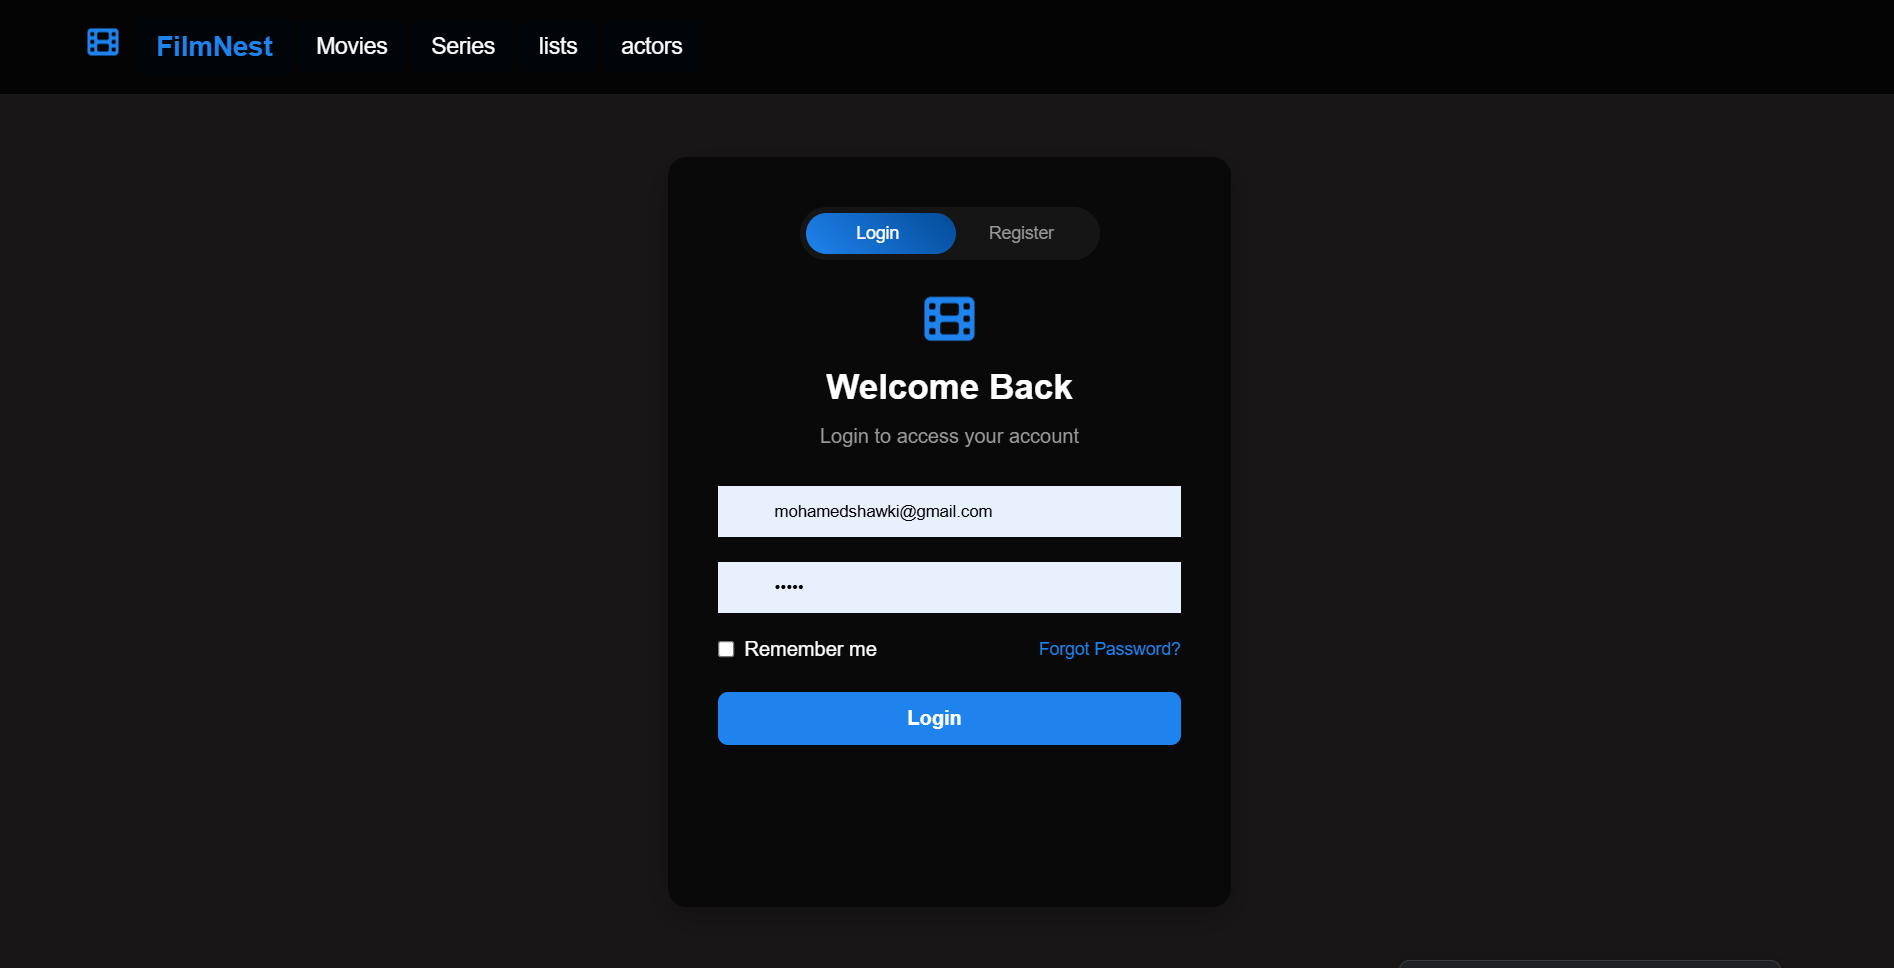 FilmNest Movies Series lists actors
Login Register
Welcome Back
Login to access your account
mohamedshawki@gmail.com
•••••
Remember me Forgot Password?
Login